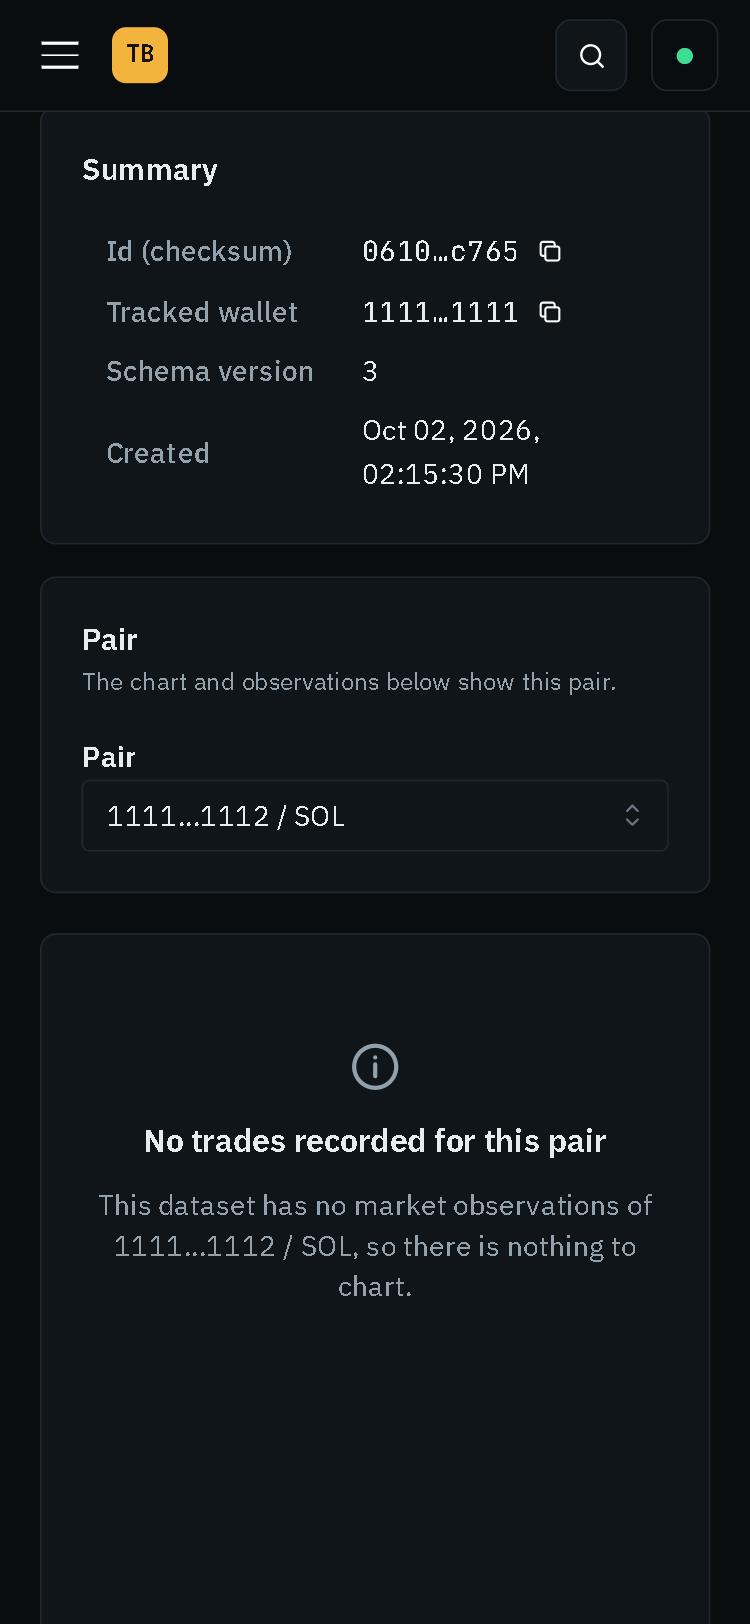 TB
Summary
Id (checksum) 0610…c765
Tracked wallet 1111…1111
Schema version 3
Created Oct 02, 2026, 02:15:30 PM
Pair
The chart and observations below show this pair.
Pair
1111…1112 / SOL
No trades recorded for this pair
This dataset has no market observations of
1111…1112 / SOL, so there is nothing to
chart.